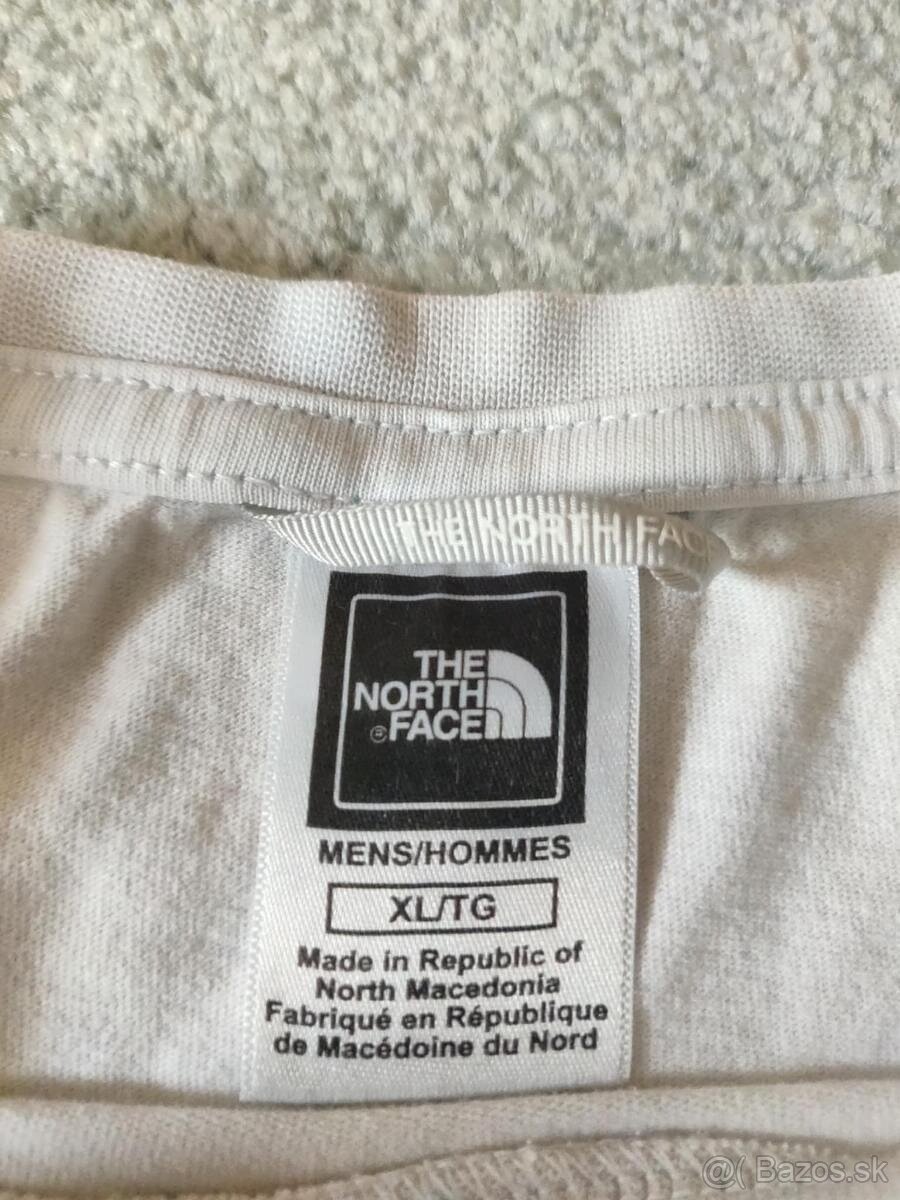 THE NORTH FAC
THE
NORTH
FACE
MENS/HOMMES
XL/TG
Made in Republic of
North Macedonia
Fabriqué en République
de Macédoine du Nord
@( Bazos.sk